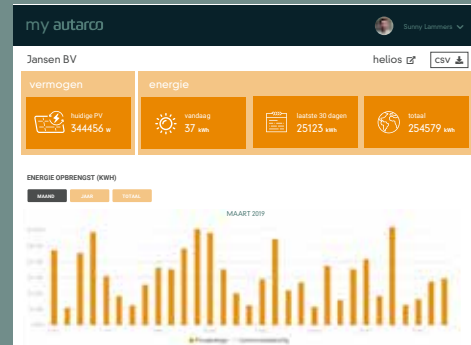 my autarco
Sunny Lammers
Jansen BV
helios
csv
vermogen
energie
huidige PV
344456 w
vandaag
37 kWh
laatste 30 dagen
25123 kWh
totaal
254579 kWh
ENERGIE OPBRENGST (KWH)
MAAND
JAAR
TOTAAL
MAART 2019